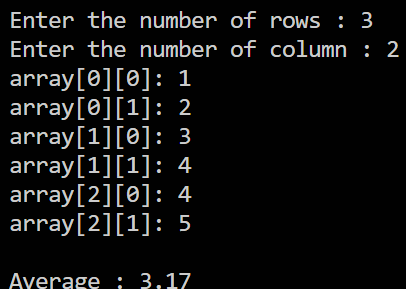 Enter the number of rows : 3
Enter the number of column : 2
array[0][0]: 1
array[0][1]: 2
array[1][0]: 3
array[1][1]: 4
array[2][0]: 4
array[2][1]: 5
Average : 3.17